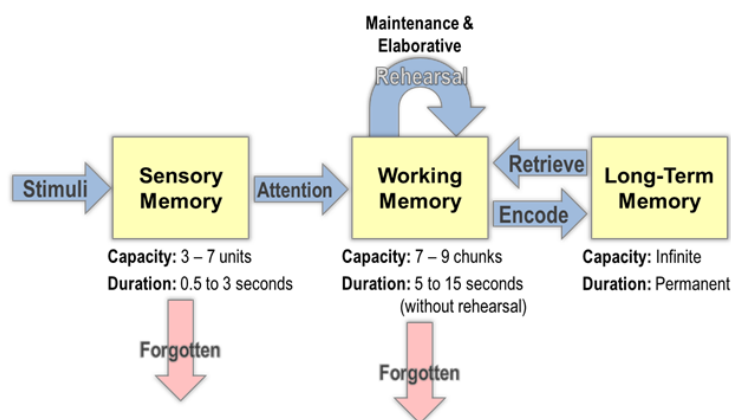 Maintenance &
Elaborative
Rehearsal
Stimuli
Sensory
Memory
Attention
Working
Memory
Retrieve
Encode
Long-Term
Memory
Capacity: 3 – 7 units
Duration: 0.5 to 3 seconds
Capacity: 7 – 9 chunks
Duration: 5 to 15 seconds
(without rehearsal)
Capacity: Infinite
Duration: Permanent
Forgotten
Forgotten